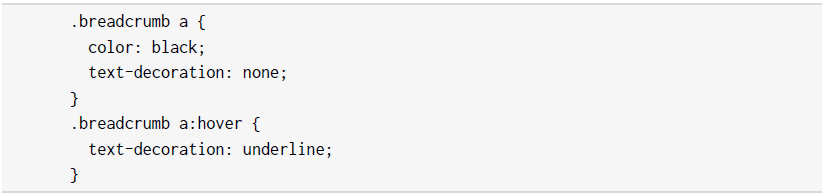 .breadcrumb a {
  color: black;
  text-decoration: none;
}
.breadcrumb a:hover {
  text-decoration: underline;
}